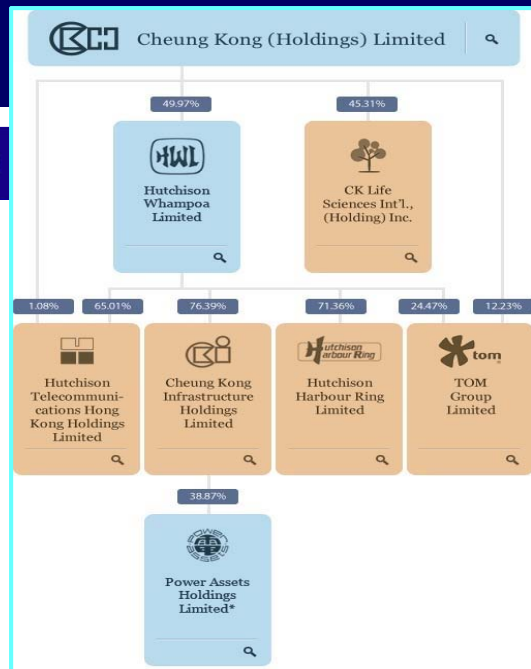 Cheung Kong (Holdings) Limited
49.97%
45.31%
HWL
Hutchison
Whampoa
Limited
CK Life
Sciences Int'l.,
(Holding) Inc.
1.08%
65.01%
76.39%
71.36%
24.47%
12.23%
Hutchison
Telecommuni-
cations Hong
Kong Holdings
Limited
Cheung Kong
Infrastructure
Holdings
Limited
Hutchison
Harbour Ring
Hutchison
Harbour Ring
Limited
tom
TOM
Group
Limited
38.87%
POWER
ASSETS
Power Assets
Holdings
Limited*